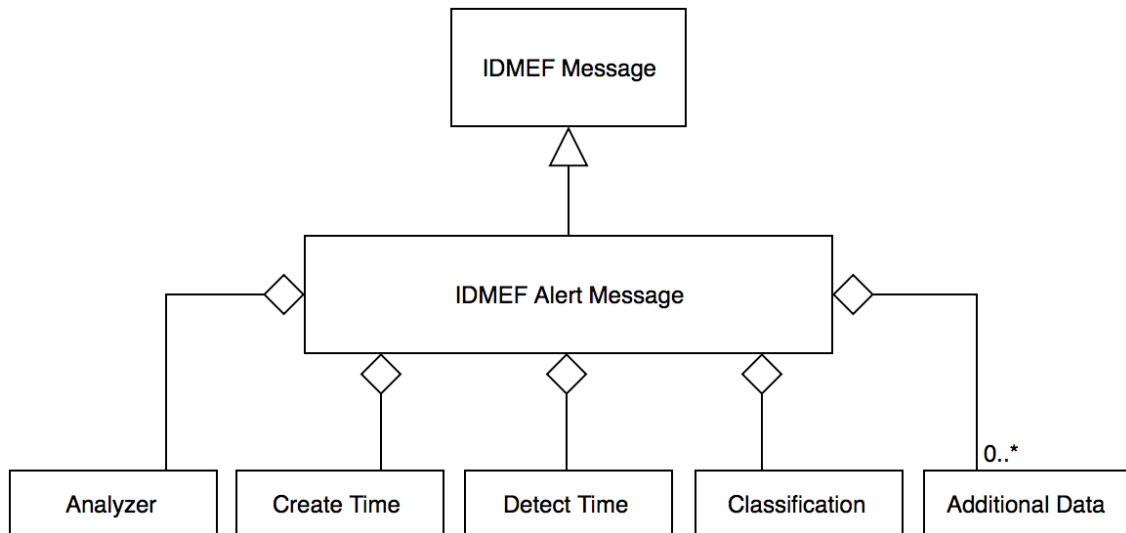 IDMEF Message
IDMEF Alert Message
0..*
Analyzer
Create Time
Detect Time
Classification
Additional Data